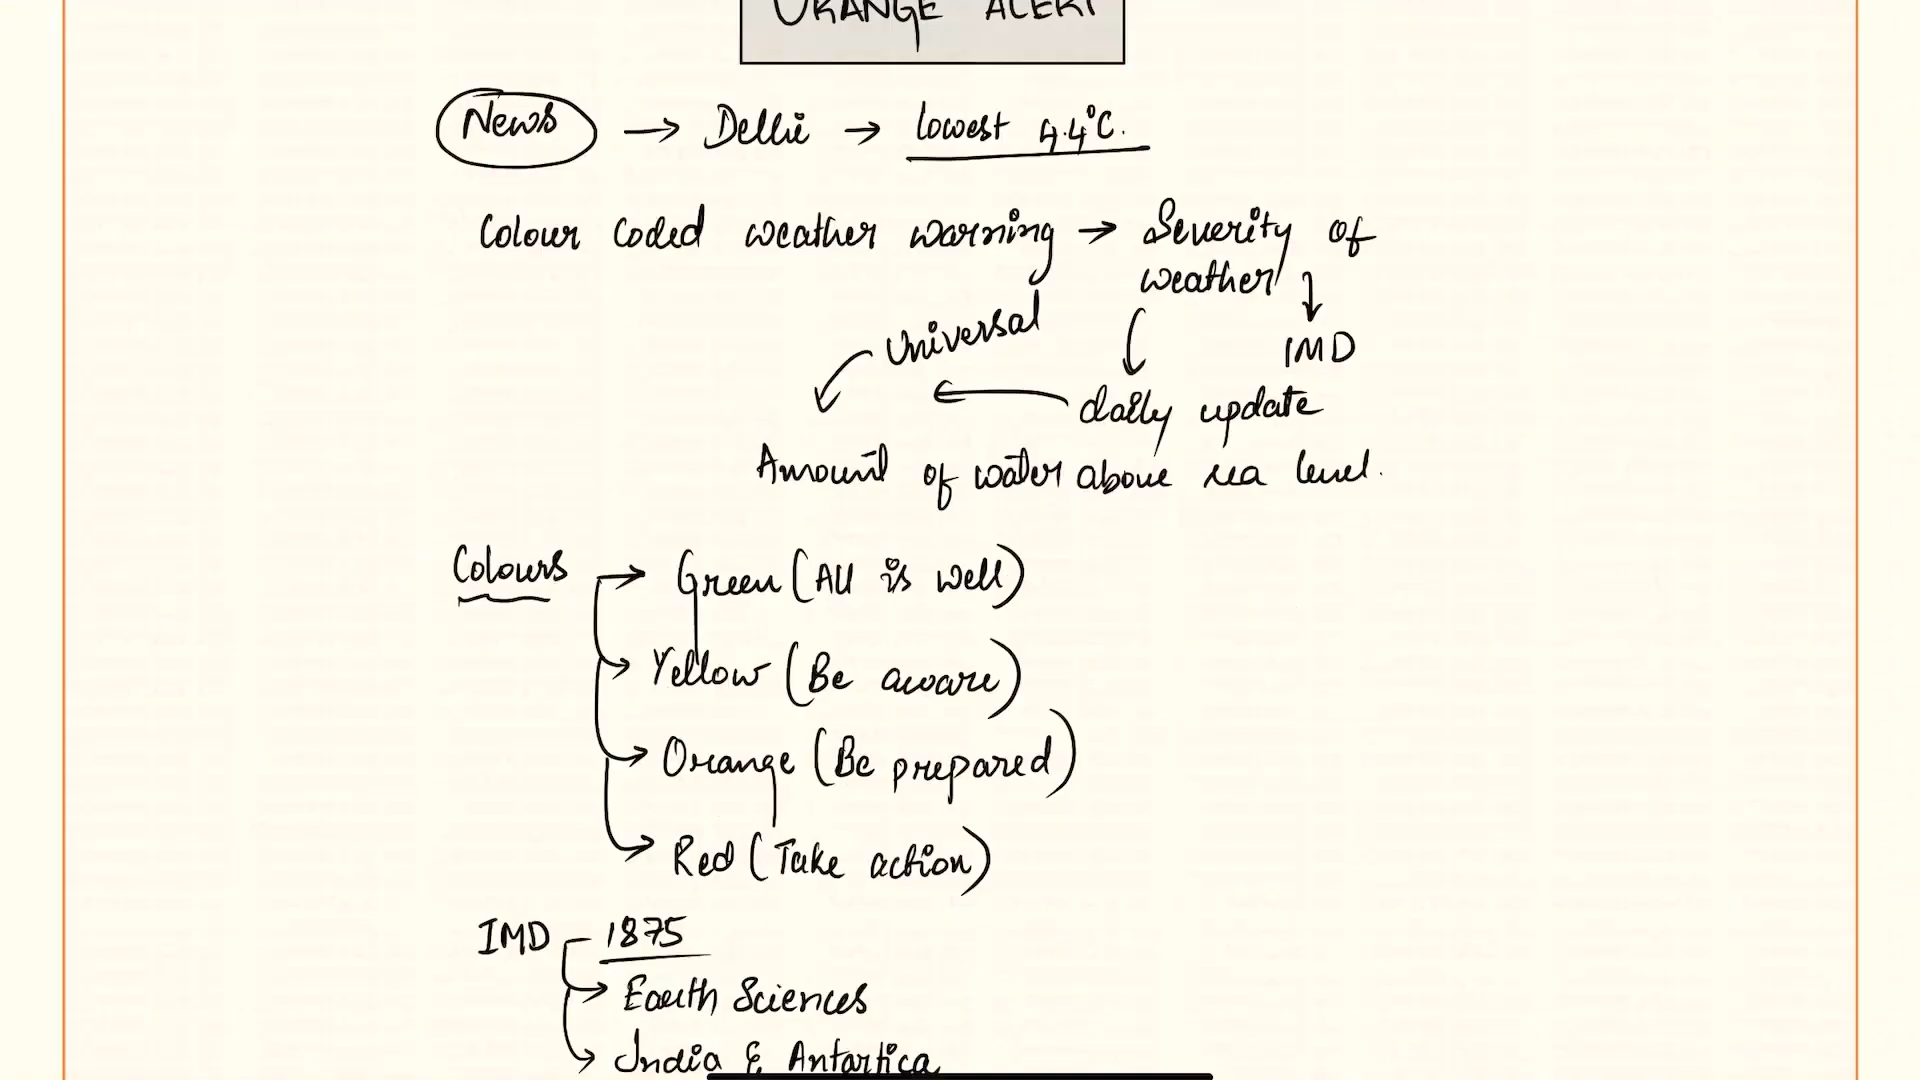 ORANGE ALERT
News → Delhi → lowest 4.4°C.
Colour coded weather warning → Severity of
weather
Universal
IMD
daily update
Amount of water above sea level.
Colours → Green (All is well)
Yellow (Be aware)
Orange (Be prepared)
Red (Take action)
IMD 1875
Earth Sciences
India & Antartica